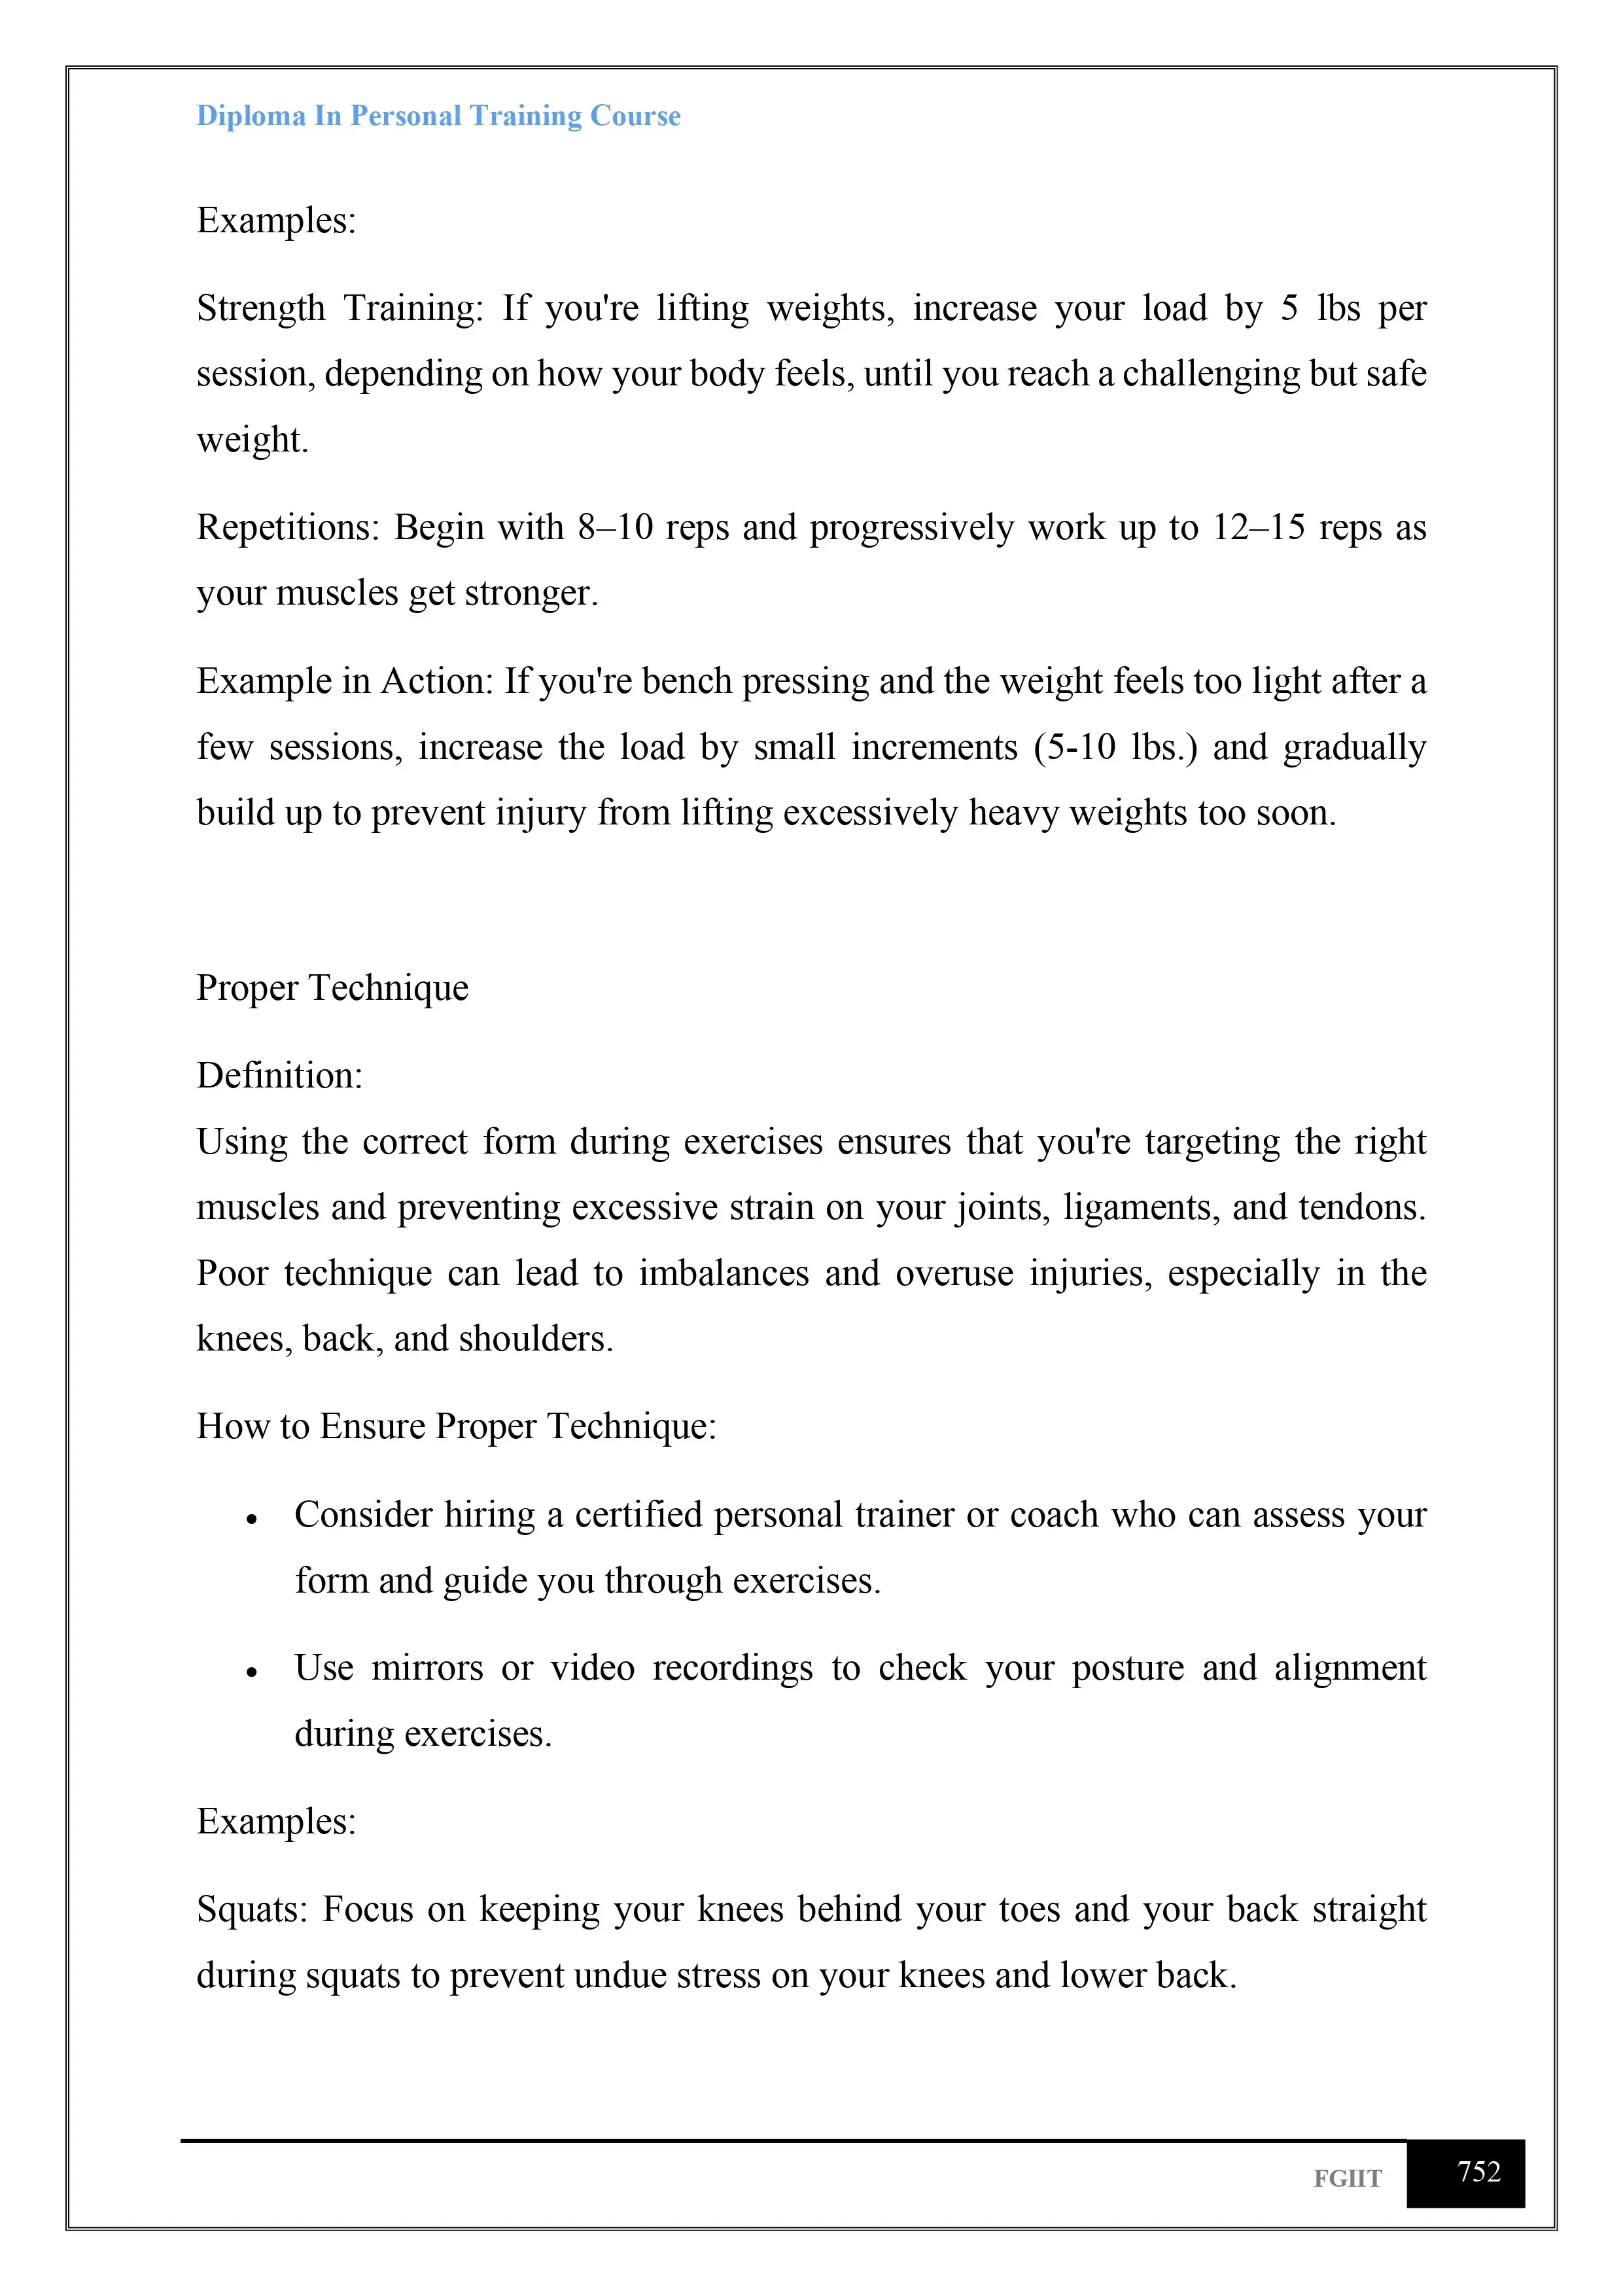 Diploma In Personal Training Course
Examples:
Strength Training: If you're lifting weights, increase your load by 5 lbs per
session, depending on how your body feels, until you reach a challenging but safe
weight.
Repetitions: Begin with 8–10 reps and progressively work up to 12–15 reps as
your muscles get stronger.
Example in Action: If you're bench pressing and the weight feels too light after a
few sessions, increase the load by small increments (5-10 lbs.) and gradually
build up to prevent injury from lifting excessively heavy weights too soon.
Proper Technique
Definition:
Using the correct form during exercises ensures that you're targeting the right
muscles and preventing excessive strain on your joints, ligaments, and tendons.
Poor technique can lead to imbalances and overuse injuries, especially in the
knees, back, and shoulders.
How to Ensure Proper Technique:
• Consider hiring a certified personal trainer or coach who can assess your
form and guide you through exercises.
• Use mirrors or video recordings to check your posture and alignment
during exercises.
Examples:
Squats: Focus on keeping your knees behind your toes and your back straight
during squats to prevent undue stress on your knees and lower back.
FGIIT 752